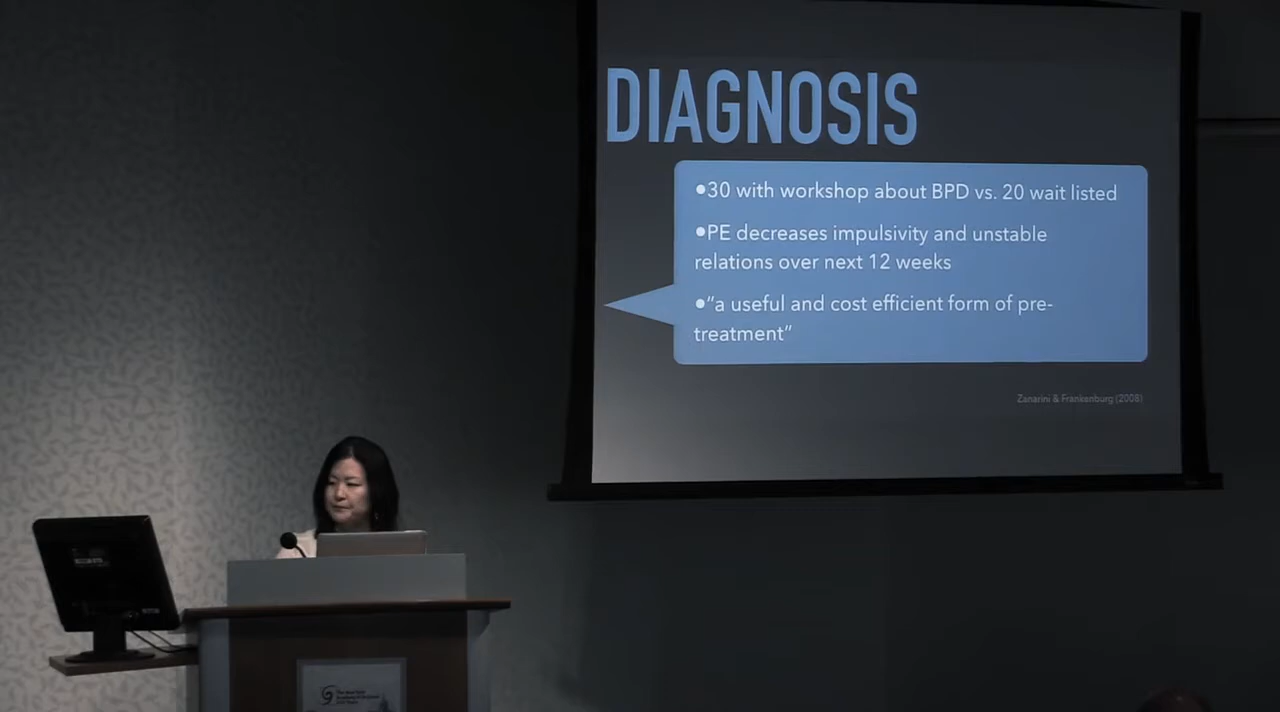 DIAGNOSIS
•30 with workshop about BPD vs. 20 wait listed
•PE decreases impulsivity and unstable
relations over next 12 weeks
•"a useful and cost efficient form of pre-
treatment"
Zanarini & Frankenburg (2008)